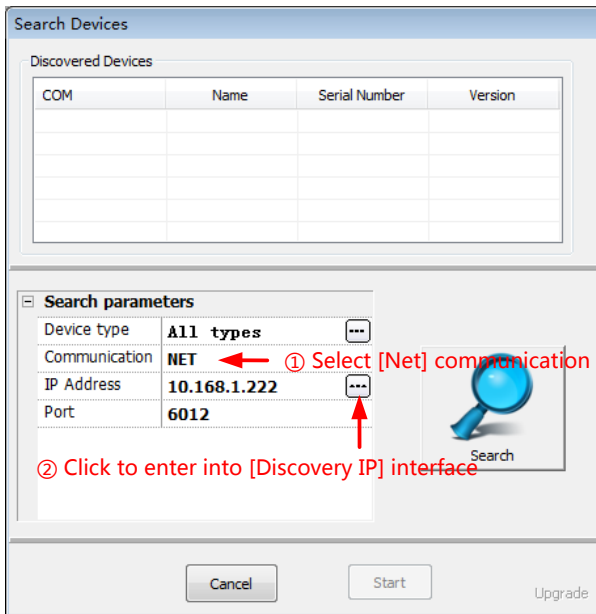 Search Devices
Discovered Devices
COM Name Serial Number Version
Search parameters
Device type All types
Communication NET ① Select [Net] communication
IP Address 10.168.1.222
Port 6012
② Click to enter into [Discovery IP] interface
Search
Cancel Start Upgrade